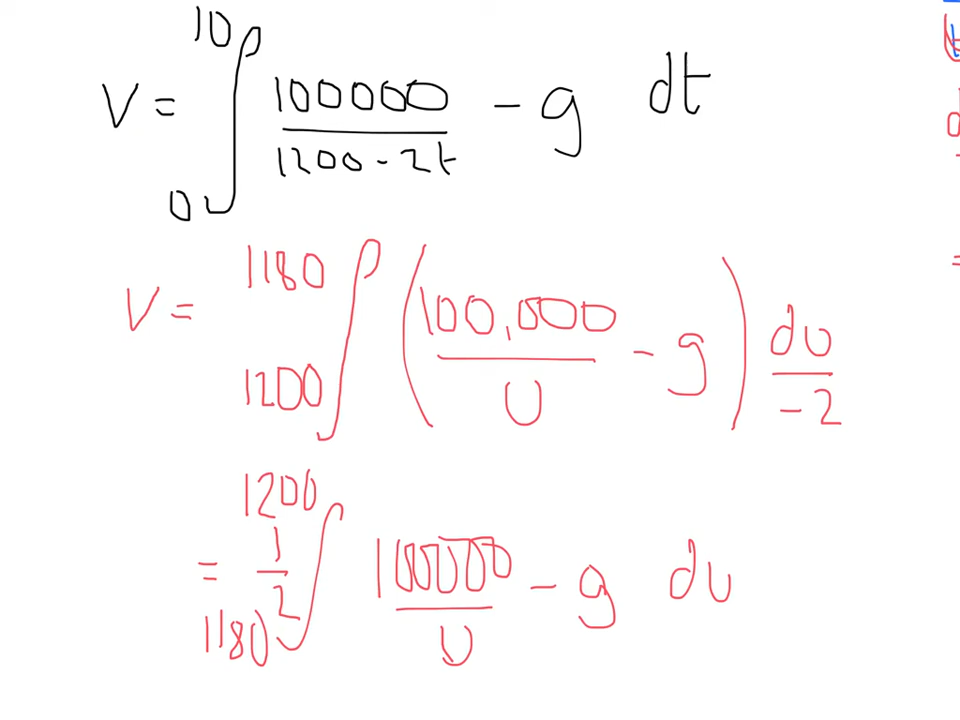 V = ∫₀¹⁰ 100000/(1200 - 2t) - g dt
V = ∫₁₂₀₀¹¹⁸⁰ (100,000/U - g) du/-2
= 1/2 ∫₁₁₈₀¹²⁰⁰ 100000/U - g du